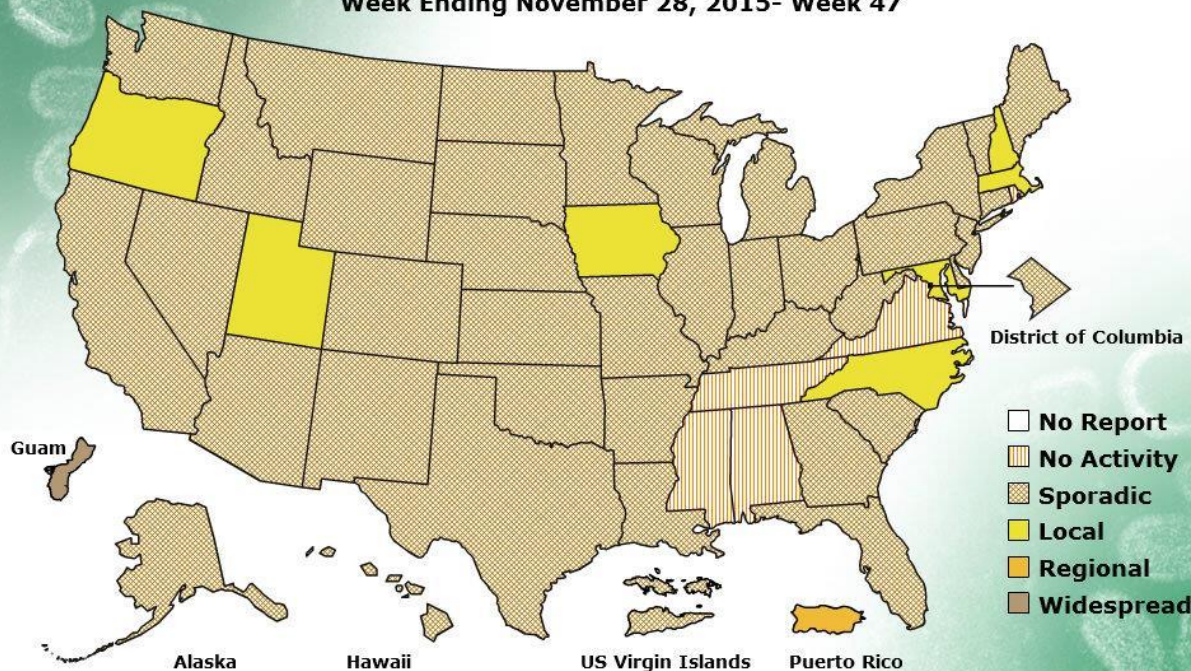 Week Ending November 28, 2015- Week 47
District of Columbia
Guam
No Report
No Activity
Sporadic
Local
Regional
Widespread
Alaska
Hawaii
US Virgin Islands
Puerto Rico